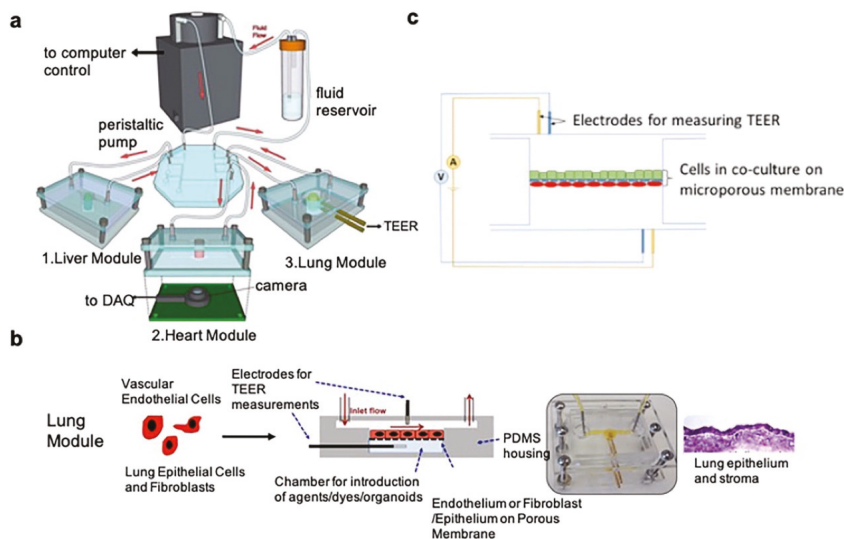 a
Fluid
Flow
to computer
control
fluid
reservoir
peristaltic
pump
TEER
1.Liver Module
3.Lung Module
camera
to DAQ
2.Heart Module
c
Electrodes for measuring TEER
A
V
Cells in co-culture on
microporous membrane
b
Lung
Module
Vascular
Endothelial Cells
Lung Epithelial Cells
and Fibroblasts
Electrodes for
TEER
measurements
Inlet flow
PDMS
housing
Chamber for introduction
of agents/dyes/organoids
Endothelium or Fibroblast
/Epithelium on Porous
Membrane
Lung epithelium
and stroma